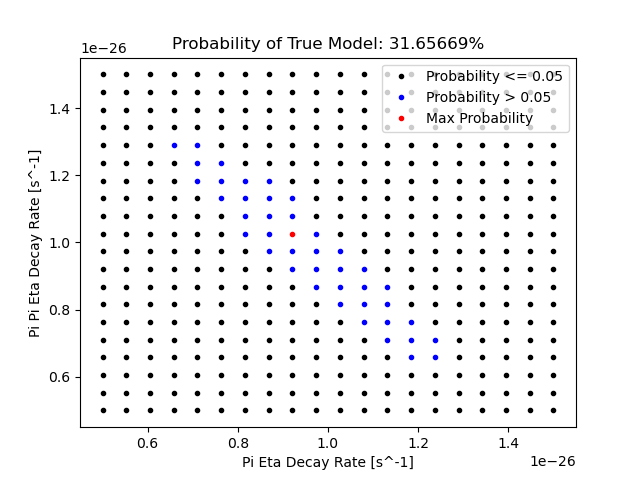 Probability of True Model: 31.65669%
1e−26
Probability <= 0.05
Probability > 0.05
Max Probability
1.4
1.2
1.0
0.8
0.6
Pi Pi Eta Decay Rate [s^-1]
0.6 0.8 1.0 1.2 1.4
Pi Eta Decay Rate [s^-1]
1e−26